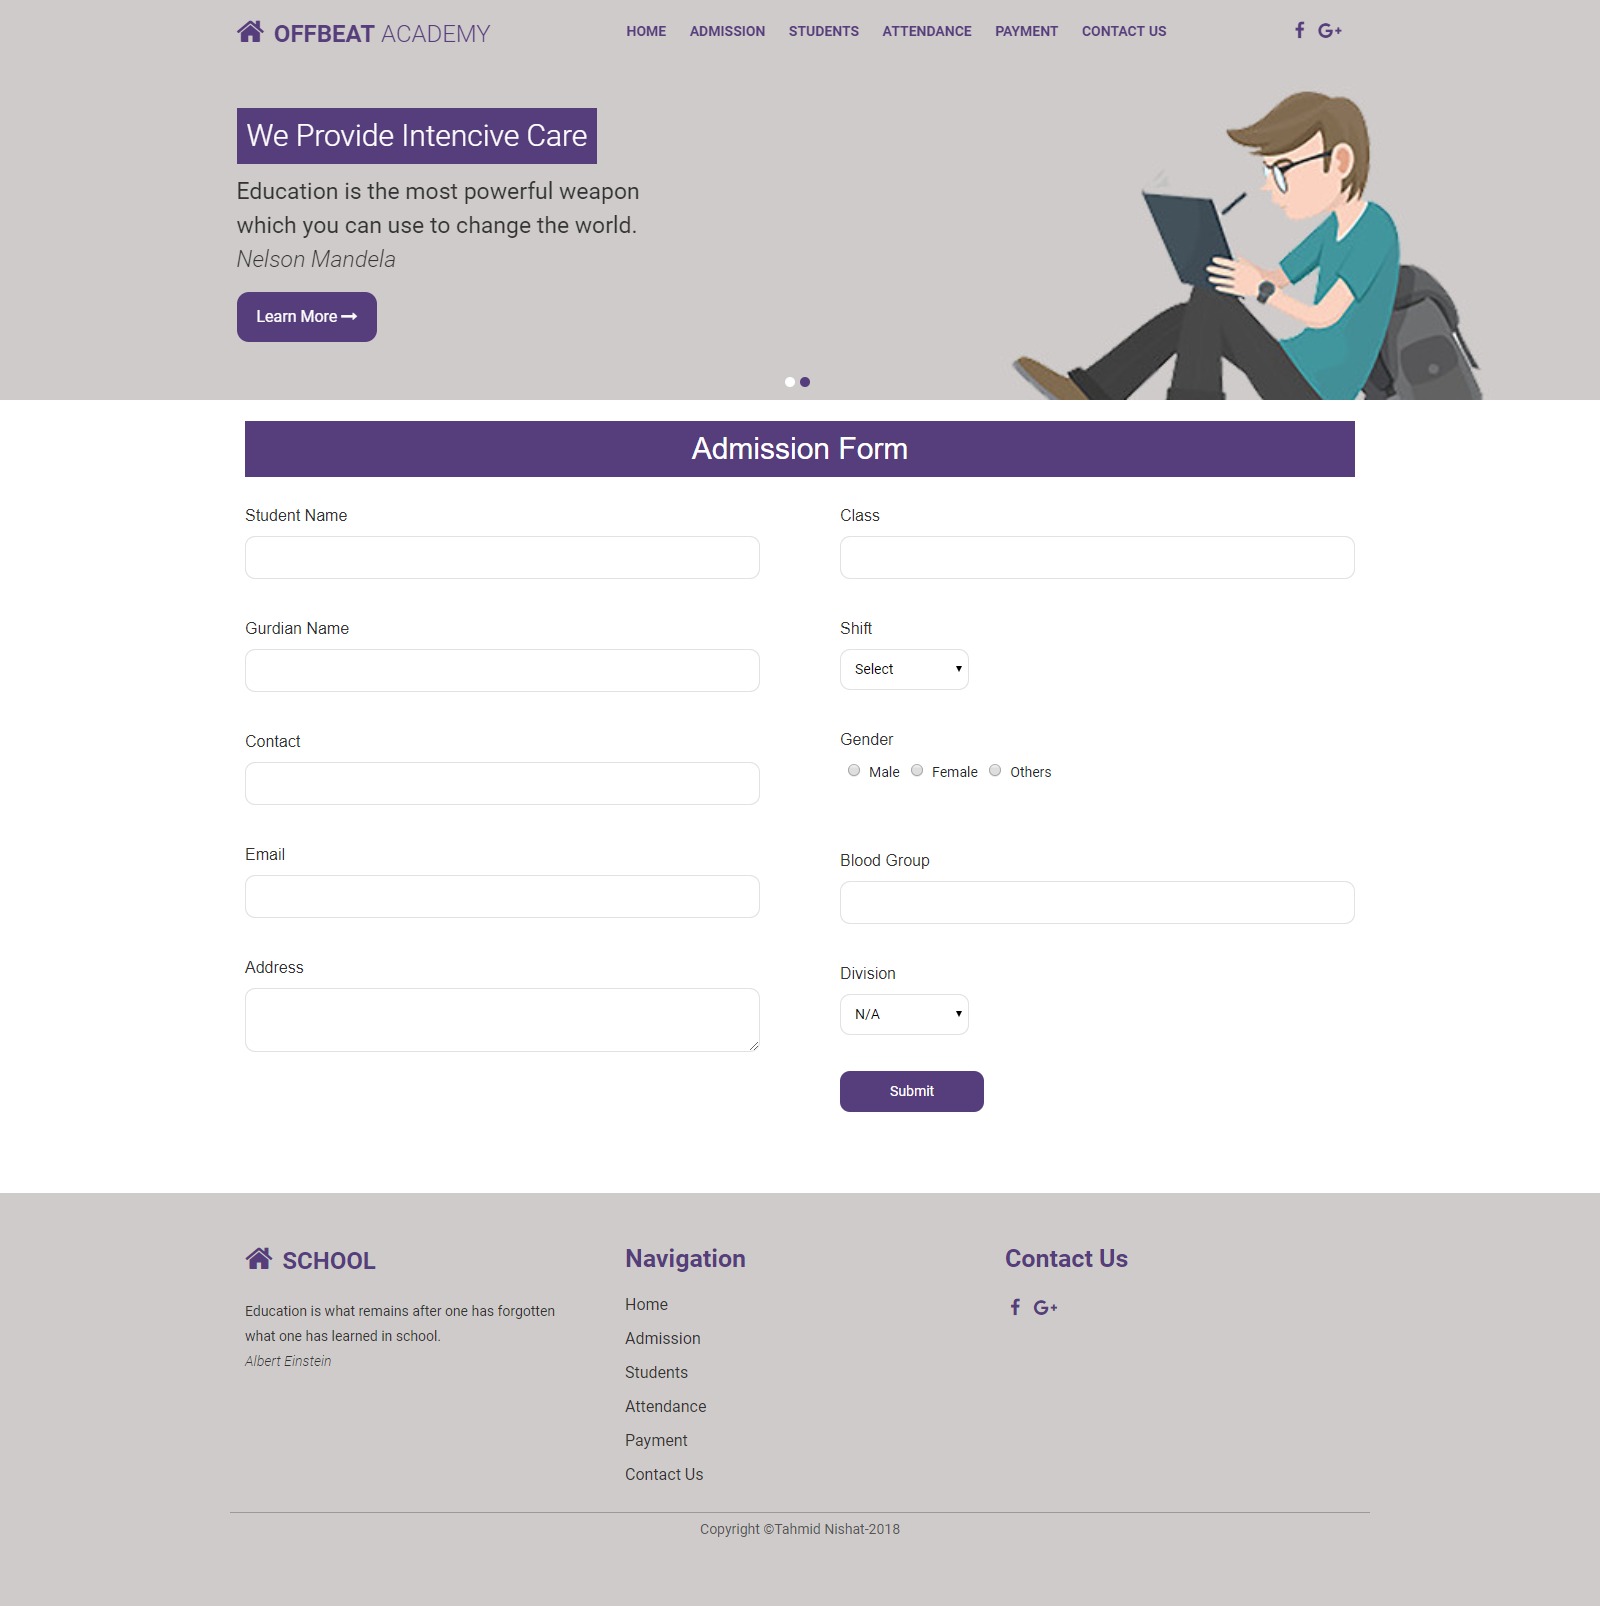 OFFBEAT ACADEMY
HOME ADMISSION STUDENTS ATTENDANCE PAYMENT CONTACT US
We Provide Intencive Care
Education is the most powerful weapon
which you can use to change the world.
Nelson Mandela
Learn More
Admission Form
Student Name
Class
Gurdian Name
Shift
Select
Contact
Gender
Male Female Others
Email
Blood Group
Address
Division
N/A
Submit
SCHOOL
Education is what remains after one has forgotten
what one has learned in school.
Albert Einstein
Navigation
Home
Admission
Students
Attendance
Payment
Contact Us
Contact Us
Copyright ©Tahmid Nishat-2018